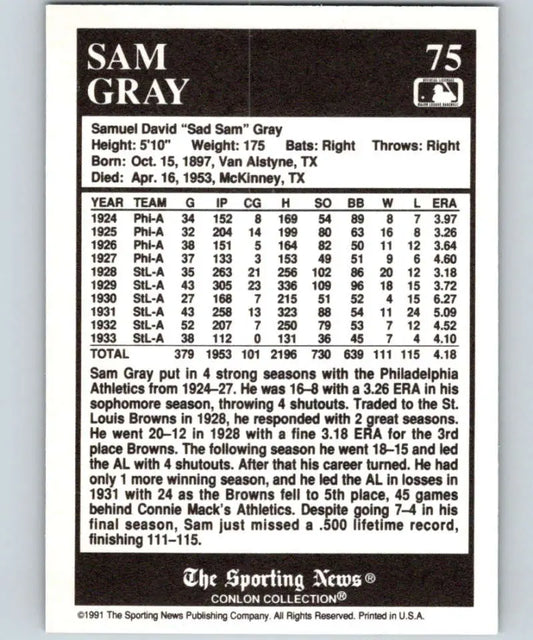 SAM
GRAY
75
OFFICIAL LICENSEE
MAJOR LEAGUE BASEBALL
Samuel David "Sad Sam" Gray
Height: 5'10" Weight: 175 Bats: Right Throws: Right
Born: Oct. 15, 1897, Van Alstyne, TX
Died: Apr. 16, 1953, McKinney, TX
YEAR TEAM G IP CG H SO BB W L ERA
1924 Phi-A 34 152 8 169 54 89 8 7 3.97
1925 Phi-A 32 204 14 199 80 63 16 8 3.26
1926 Phi-A 38 151 5 164 82 50 11 12 3.64
1927 Phi-A 37 133 3 153 49 51 9 6 4.60
1928 StL-A 35 263 21 256 102 86 20 12 3.18
1929 StL-A 43 305 23 336 109 96 18 15 3.72
1930 StL-A 27 168 7 215 51 52 4 15 6.27
1931 StL-A 43 258 13 323 88 54 11 24 5.09
1932 StL-A 52 207 7 250 79 53 7 12 4.52
1933 StL-A 38 112 0 131 36 45 7 4 4.10
TOTAL 379 1953 101 2196 730 639 111 115 4.18
Sam Gray put in 4 strong seasons with the Philadelphia
Athletics from 1924–27. He was 16–8 with a 3.26 ERA in his
sophomore season, throwing 4 shutouts. Traded to the St.
Louis Browns in 1928, he responded with 2 great seasons.
He went 20–12 in 1928 with a fine 3.18 ERA for the 3rd
place Browns. The following season he went 18–15 and led
the AL with 4 shutouts. After that his career turned. He had
only 1 more winning season, and he led the AL in losses in
1931 with 24 as the Browns fell to 5th place, 45 games
behind Connie Mack's Athletics. Despite going 7–4 in his
final season, Sam just missed a .500 lifetime record,
finishing 111–115.
The Sporting News®
CONLON COLLECTION®
©1991 The Sporting News Publishing Company. All Rights Reserved. Printed in U.S.A.